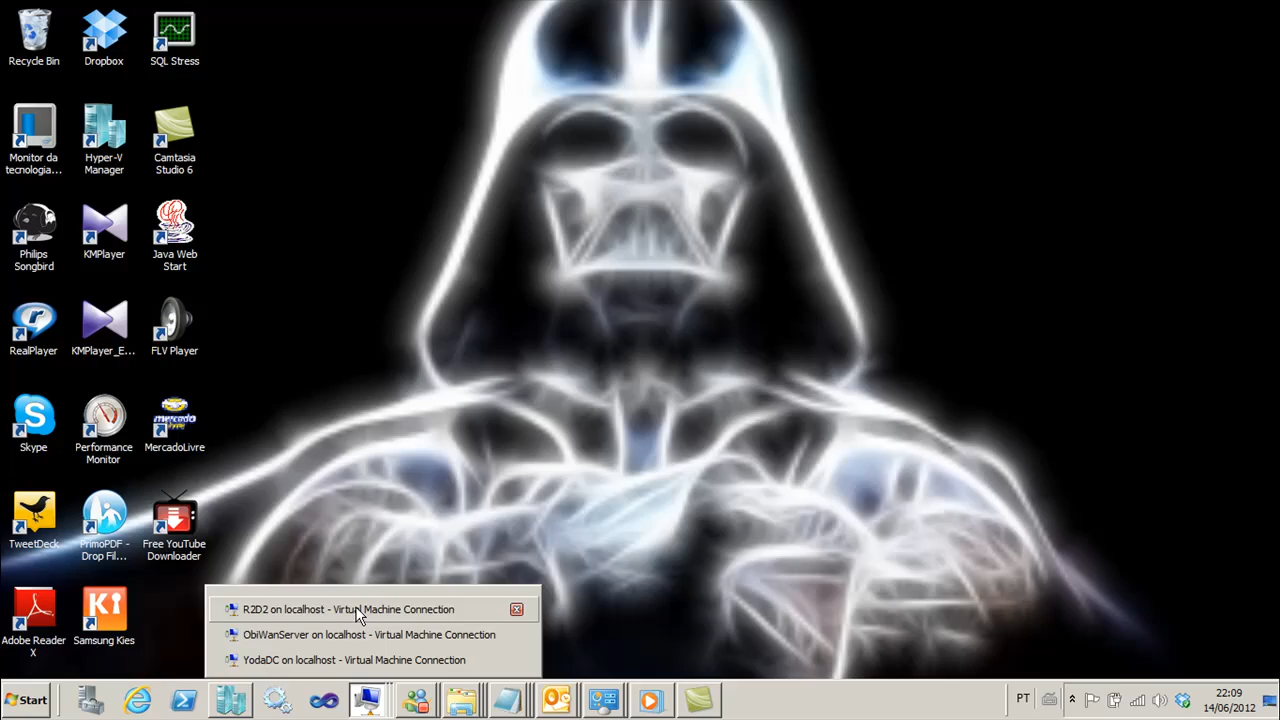 Recycle Bin
Dropbox
SQL Stress
Monitor da
tecnologia...
Hyper-V
Manager
Camtasia
Studio 6
Philips
Songbird
KMPlayer
Java Web
Start
RealPlayer
KMPlayer_E...
FLV Player
Skype
Performance
Monitor
mercado
MercadoLivre
TweetDeck
PrimoPDF -
Drop Fil...
Free YouTube
Downloader
Adobe Reader
X
Ki
Samsung Kies
R2D2 on localhost - Virtual Machine Connection
ObiWanServer on localhost - Virtual Machine Connection
YodaDC on localhost - Virtual Machine Connection
Start
PT
22:09
14/06/2012